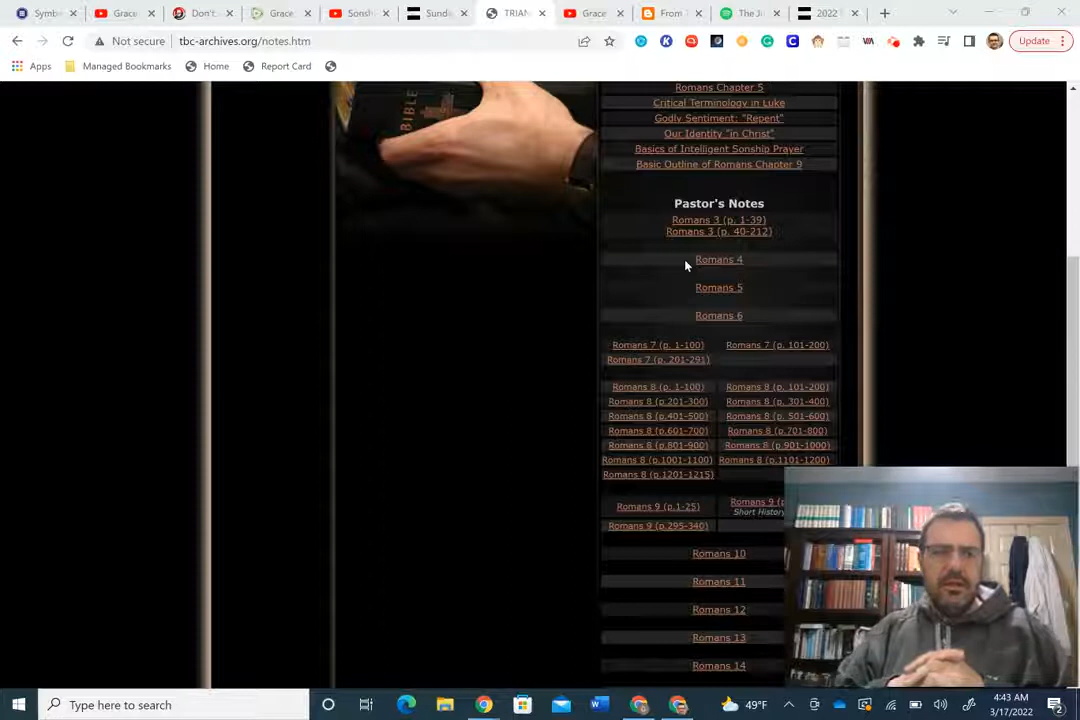 Symb
Grac
Don't
Grace
Sonsh
Sundi
TRIAN
Grace
From T
The J
2022
Not secure
tbc-archives.org/notes.htm
Update
Apps
Managed Bookmarks
Home
Report Card
BIBLE
Romans Chapter 5
Critical Terminology in Luke
Godly Sentiment: "Repent"
Our Identity "in Christ"
Basics of Intelligent Sonship Prayer
Basic Outline of Romans Chapter 9
Pastor's Notes
Romans 3 (p. 1-39)
Romans 3 (p. 40-212)
Romans 4
Romans 5
Romans 6
Romans 7 (p. 1-100) Romans 7 (p. 101-200)
Romans 7 (p. 201-291)
Romans 8 (p. 1-100) Romans 8 (p. 101-200)
Romans 8 (p.201-300) Romans 8 (p. 301-400)
Romans 8 (p.401-500) Romans 8 (p. 501-600)
Romans 8 (p.601-700) Romans 8 (p.701-800)
Romans 8 (p.801-900) Romans 8 (p.901-1000)
Romans 8 (p.1001-1100) Romans 8 (p.1101-1200)
Romans 8 (p.1201-1215)
Romans 9 (p.1-25) Romans 9 (p
Short History
Romans 9 (p.295-340)
Romans 10
Romans 11
Romans 12
Romans 13
Romans 14
Type here to search
49°F
4:43 AM
3/17/2022